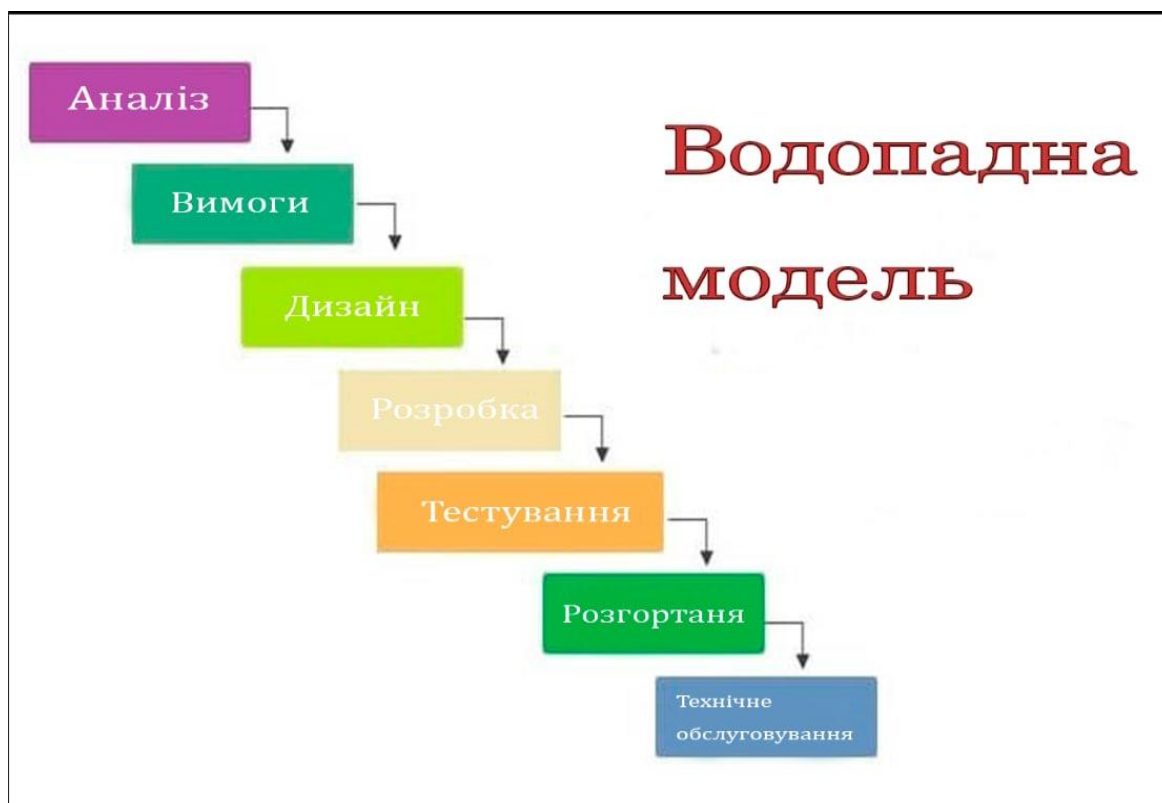 Аналіз
Водопадна
модель
Вимоги
Дизайн
Розробка
Тестування
Розгортаня
Технічне
обслуговування